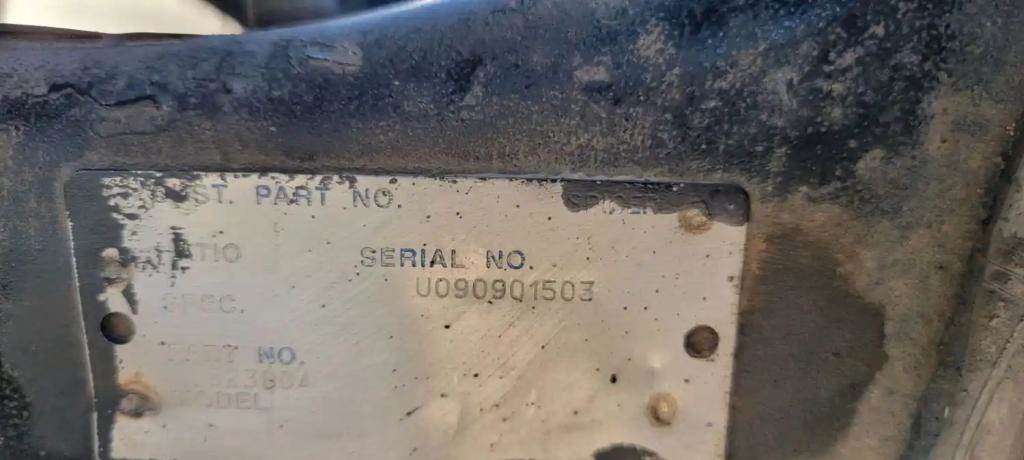 ST. PART NO.
RATIO
SERIAL NO.
U090901503
SPEC.
PART NO.
MODEL